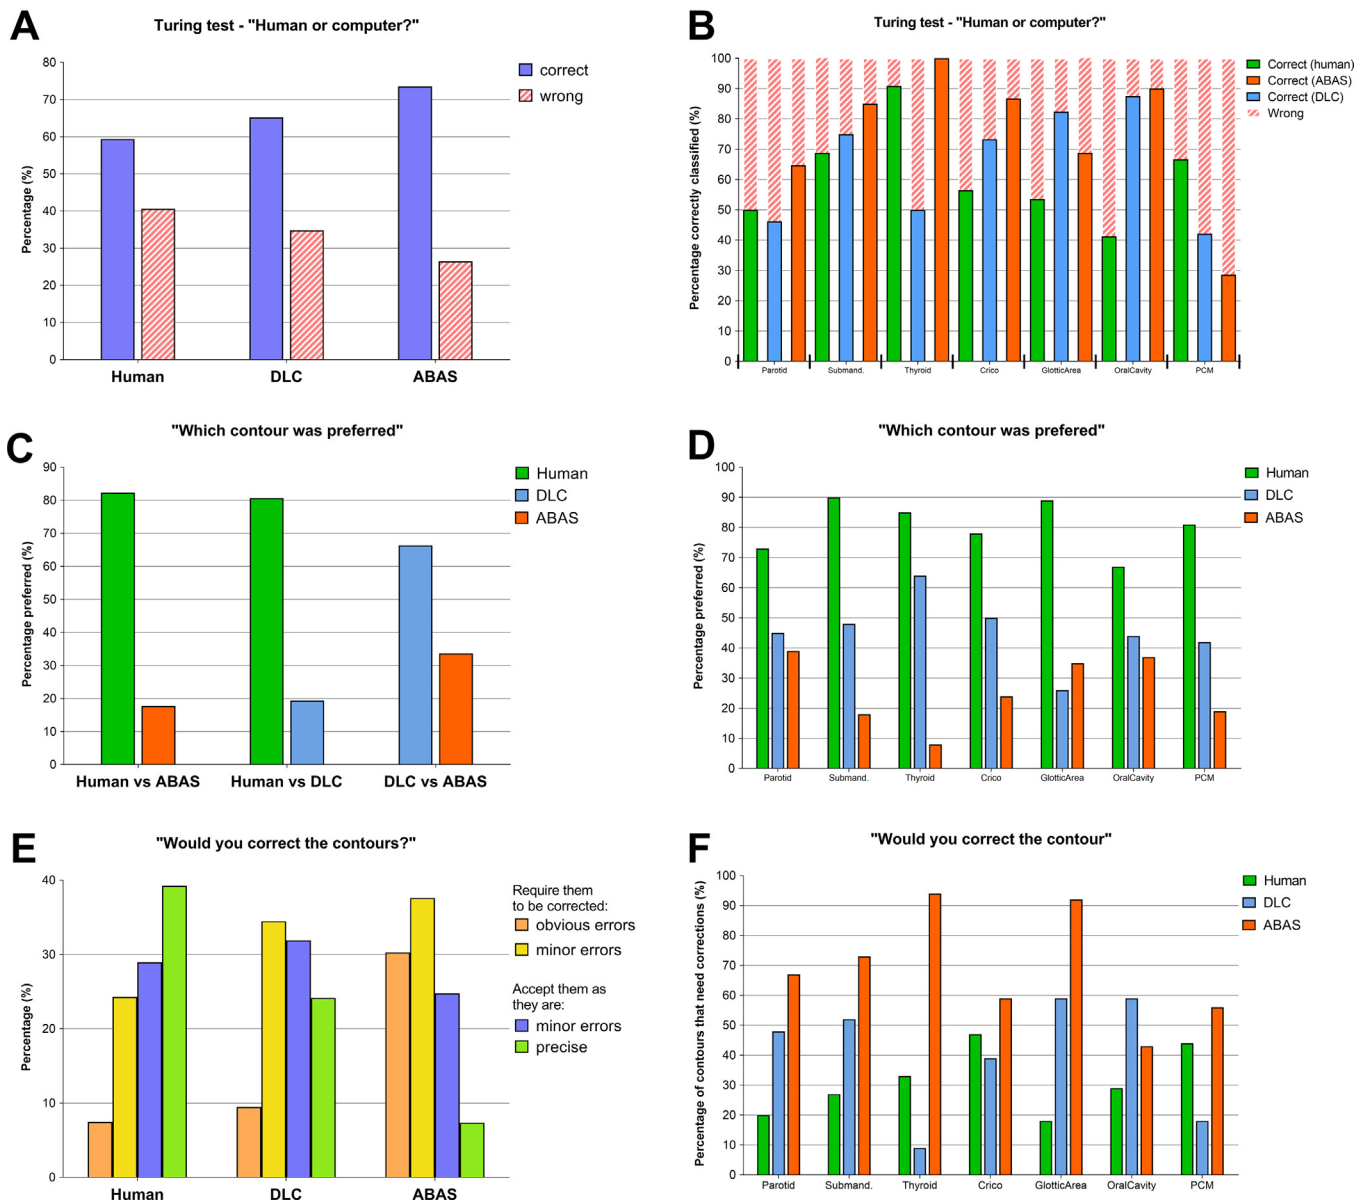 A
Turing test - "Human or computer?"
80
70
60
50
40
30
20
10
0
Percentage (%)
Human
DLC
ABAS
correct
wrong
B
Turing test - "Human or computer?"
100
90
80
70
60
50
40
30
20
10
0
Percentage correctly classified (%)
Parotid
Submand.
Thyroid
Crico
GlotticArea
OralCavity
PCM
Correct (human)
Correct (ABAS)
Correct (DLC)
Wrong
C
"Which contour was preferred"
90
80
70
60
50
40
30
20
10
0
Percentage preferred (%)
Human vs ABAS
Human vs DLC
DLC vs ABAS
Human
DLC
ABAS
D
"Which contour was prefered"
100
90
80
70
60
50
40
30
20
10
0
Percentage preferred (%)
Parotid
Submand.
Thyroid
Crico
GlotticArea
OralCavity
PCM
Human
DLC
ABAS
E
"Would you correct the contours?"
40
30
20
10
0
Percentage (%)
Human
DLC
ABAS
Require them
to be corrected:
obvious errors
minor errors
Accept them as
they are:
minor errors
precise
F
"Would you correct the contour"
100
90
80
70
60
50
40
30
20
10
0
Percentage of contours that need corrections (%)
Parotid
Submand.
Thyroid
Crico
GlotticArea
OralCavity
PCM
Human
DLC
ABAS